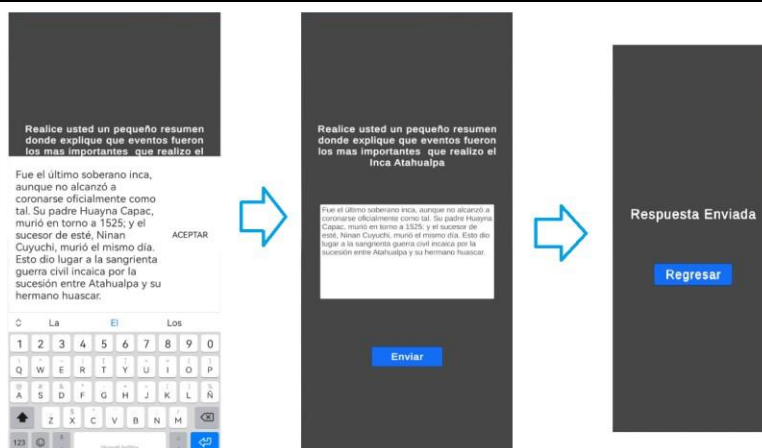 Realice usted un pequeño resumen
donde explique que eventos fueron
los mas importantes que realizo el
Fue el último soberano inca,
aunque no alcanzó a
coronarse oficialmente como
tal. Su padre Huayna Capac,
murió en torno a 1525; y el
sucesor de esté, Ninan
Cuyuchi, murió el mismo día.
Esto dio lugar a la sangrienta
guerra civil incaica por la
sucesión entre Atahualpa y su
hermano huascar.
ACEPTAR
La El Los
1 2 3 4 5 6 7 8 9 0
Q W E R T Y U I O P
A S D F G H J K L Ñ
Z X C V B N M
123
Realice usted un pequeño resumen
donde explique que eventos fueron
los mas importantes que realizo el
Inca Atahualpa
Fue el último soberano inca, aunque no alcanzó a
coronarse oficialmente como tal. Su padre Huayna
Capac, murió en torno a 1525; y el sucesor de
esté, Ninan Cuyuchi, murió el mismo día. Esto dio
lugar a la sangrienta guerra civil incaica por la
sucesión entre Atahualpa y su hermano huascar.
Enviar
Respuesta Enviada
Regresar